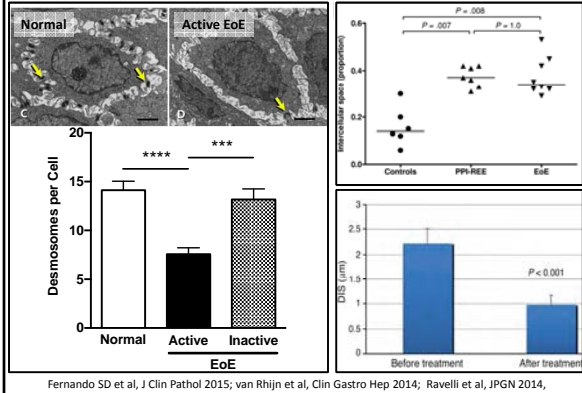 Normal
Active EoE
C
D
Desmosomes per Cell
20
15
10
5
0
****
***
Normal
Active
Inactive
EoE
P = .008
P = .007
P = 1.0
Intercellular space (proportion)
0.6
0.4
0.2
0.0
Controls
PPI-REE
EoE
DIS (μm)
3
2.5
2
1.5
1
0.5
0
P < 0.001
Before treatment
After treatment
Fernando SD et al, J Clin Pathol 2015; van Rhijn et al, Clin Gastro Hep 2014; Ravelli et al, JPGN 2014,